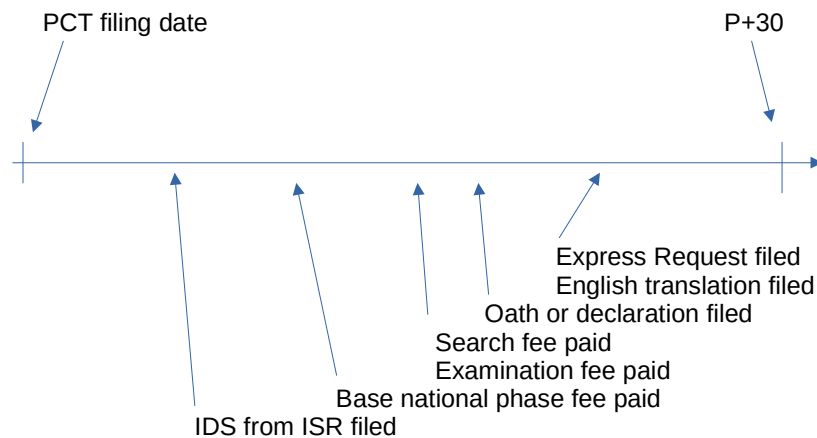 PCT filing date
P+30
Express Request filed
English translation filed
Oath or declaration filed
Search fee paid
Examination fee paid
Base national phase fee paid
IDS from ISR filed